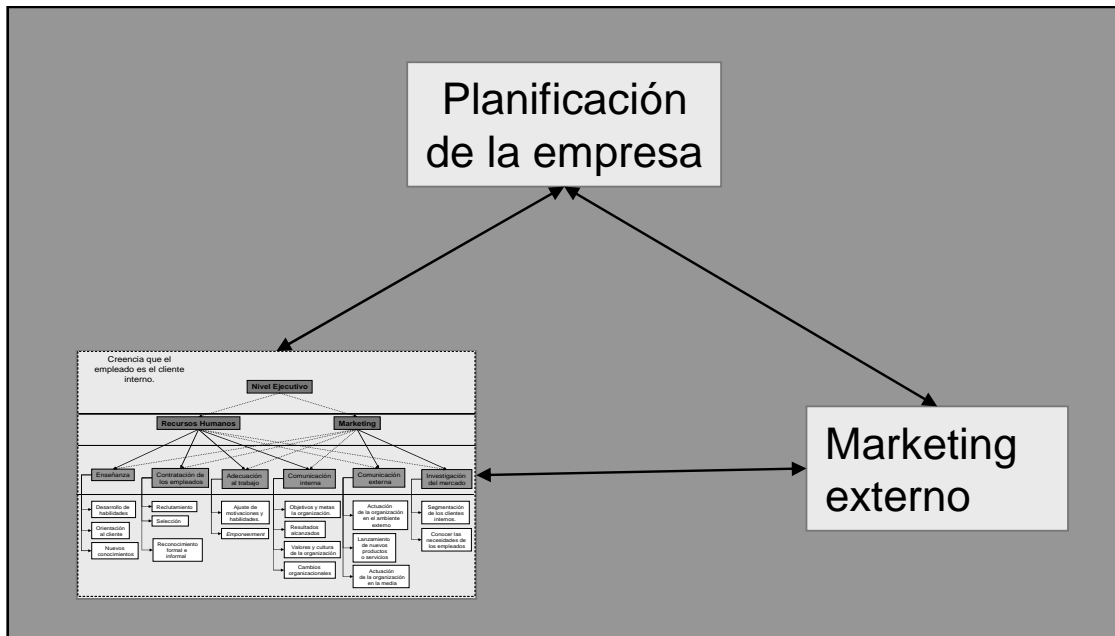 Planificación
de la empresa
Creencia que el
empleado es el cliente
interno.
Nivel Ejecutivo
Recursos Humanos
Marketing
Enseñanza
Contratación de
los empleados
Adecuación
al trabajo
Comunicación
interna
Comunicación
externa
Investigación
del mercado
Desarrollo de
habilidades
Orientación
al cliente
Nuevos
conocimientos
Reclutamiento
Selección
Reconocimiento
formal e
informal
Ajuste de
motivaciones y
habilidades.
Emporwerment
Objetivos y metas
la organización.
Resultados
alcanzados
Valores y cultura
de la organización
Cambios
organizacionales
Actuación
de la organización
en el ambiente
externo
Lanzamiento
de nuevos
productos
o servicios
Actuación
de la organización
en la media
Segmentación
de los clientes
internos.
Conocer las
necesidades de
los empleados
Marketing
externo